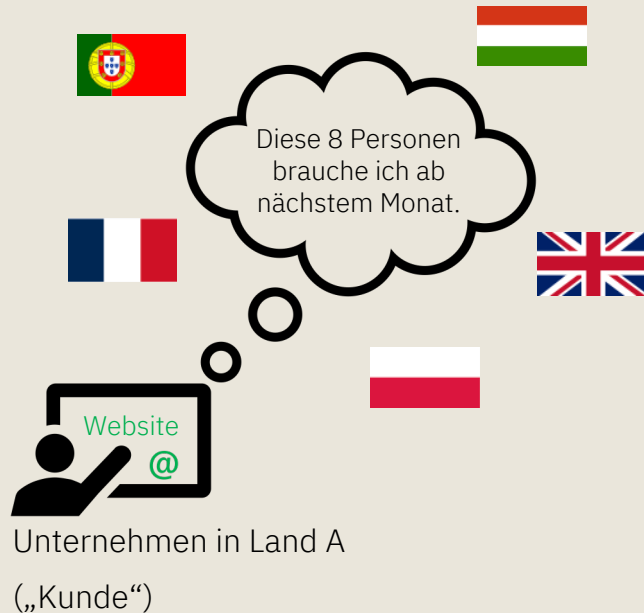 Diese 8 Personen
brauche ich ab
nächstem Monat.
Website
@
Unternehmen in Land A
(„Kunde“)